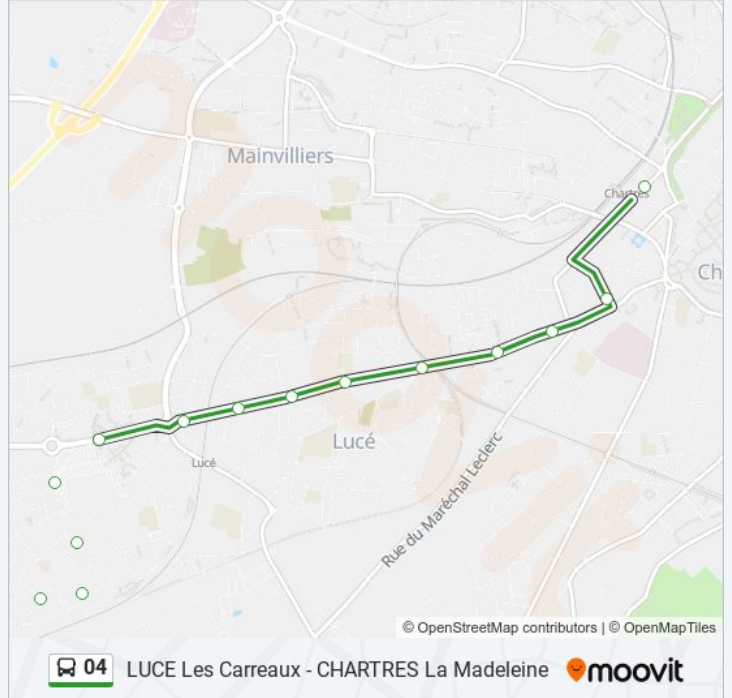 Mainvilliers
Chartres
Ch
Lucé
Lucé
Rue du Maréchal Leclerc
© OpenStreetMap contributors | © OpenMapTiles
04 LUCE Les Carreaux - CHARTRES La Madeleine moovit